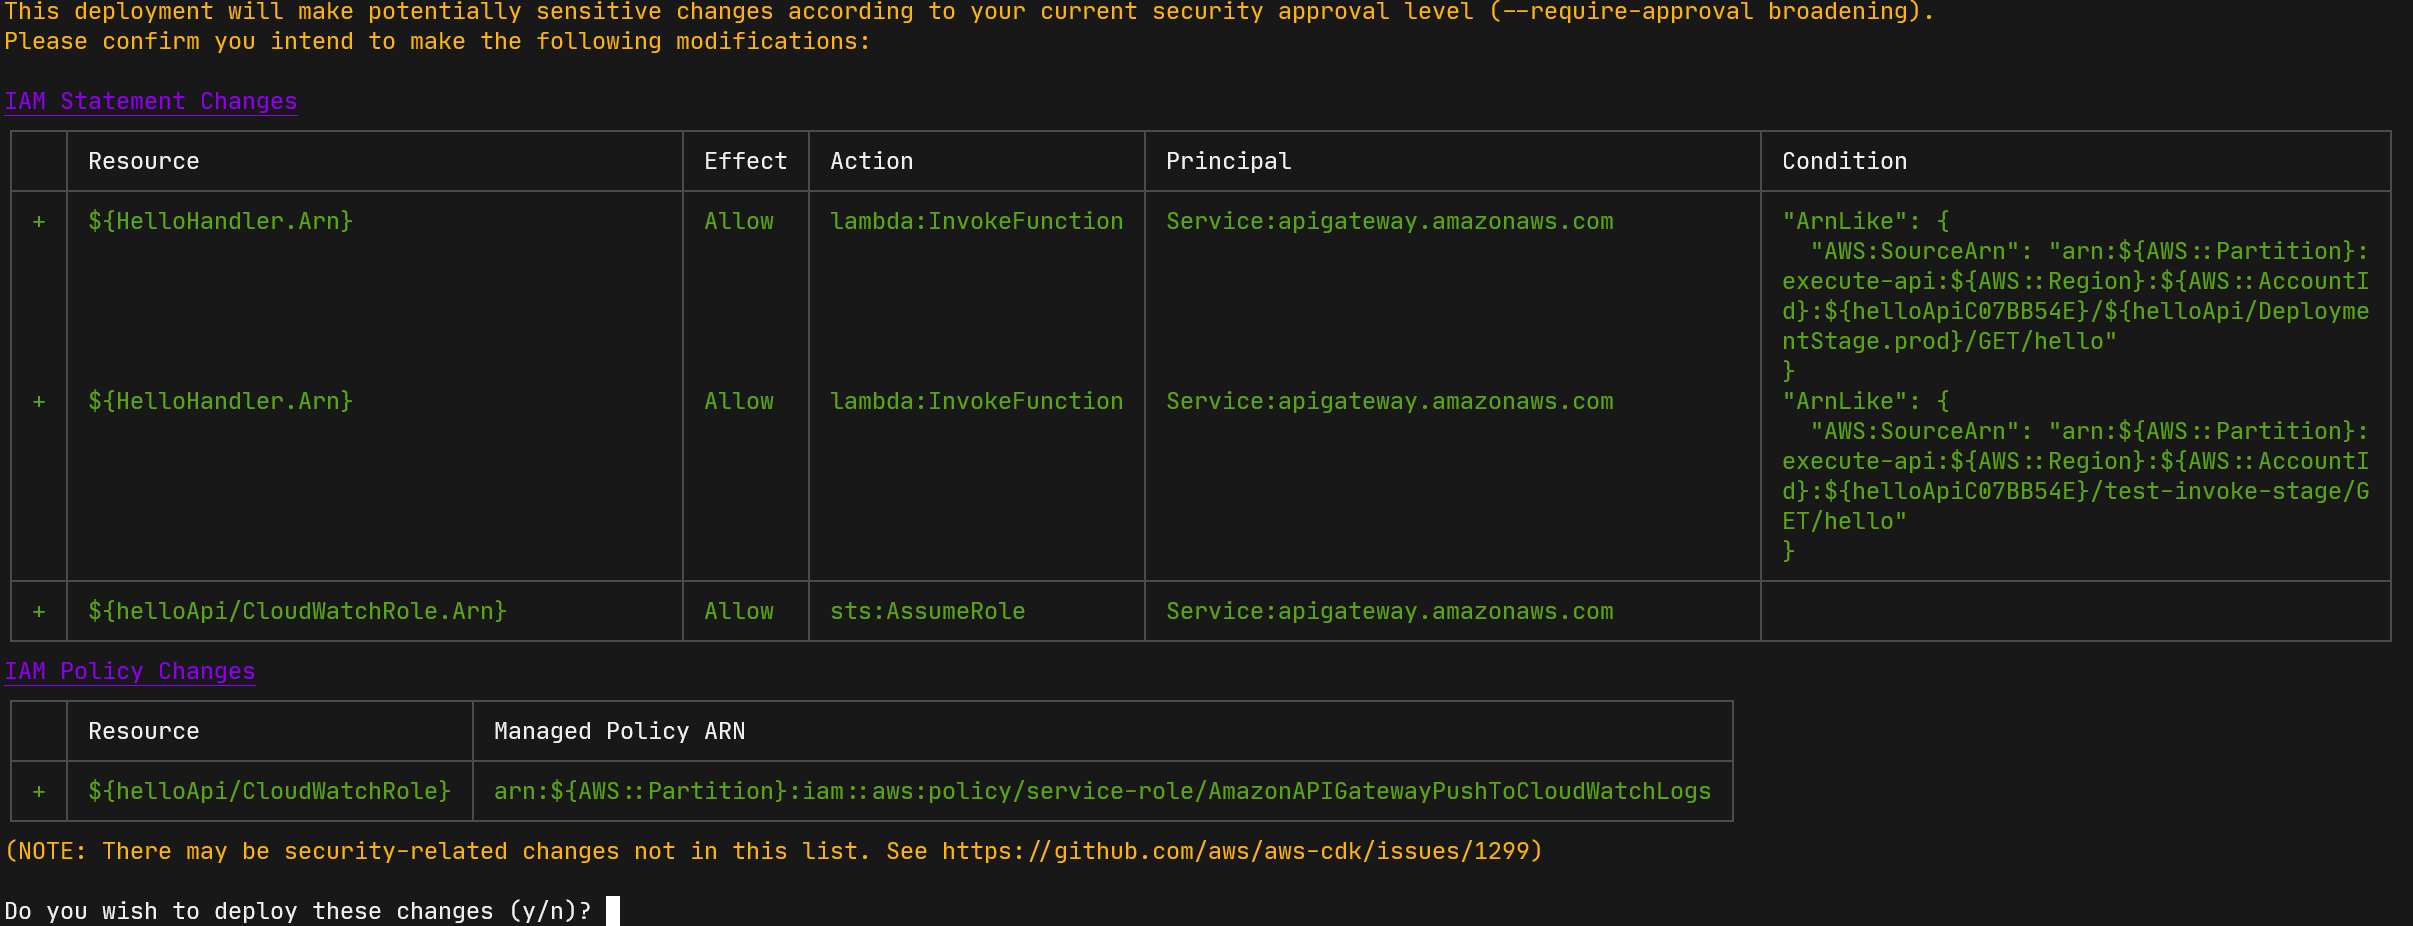 This deployment will make potentially sensitive changes according to your current security approval level (--require-approval broadening).
Please confirm you intend to make the following modifications:
IAM Statement Changes
Resource Effect Action Principal Condition
+ ${HelloHandler.Arn} Allow lambda:InvokeFunction Service:apigateway.amazonaws.com "ArnLike": {
"AWS:SourceArn": "arn:${AWS::Partition}:
execute-api:${AWS::Region}:${AWS::AccountI
d}:${helloApiC07BB54E}/${helloApi/Deployme
ntStage.prod}/GET/hello"
}
+ ${HelloHandler.Arn} Allow lambda:InvokeFunction Service:apigateway.amazonaws.com "ArnLike": {
"AWS:SourceArn": "arn:${AWS::Partition}:
execute-api:${AWS::Region}:${AWS::AccountI
d}:${helloApiC07BB54E}/test-invoke-stage/G
ET/hello"
}
+ ${helloApi/CloudWatchRole.Arn} Allow sts:AssumeRole Service:apigateway.amazonaws.com
IAM Policy Changes
Resource Managed Policy ARN
+ ${helloApi/CloudWatchRole} arn:${AWS::Partition}:iam::aws:policy/service-role/AmazonAPIGatewayPushToCloudWatchLogs
(NOTE: There may be security-related changes not in this list. See https://github.com/aws/aws-cdk/issues/1299)
Do you wish to deploy these changes (y/n)?